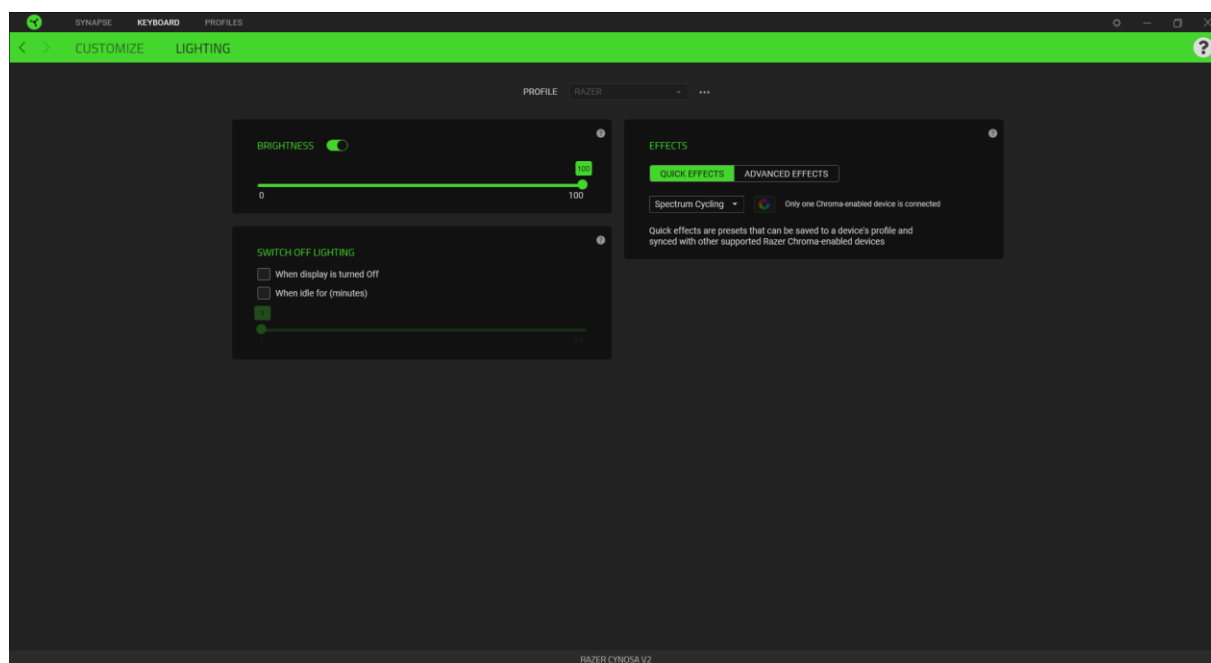 SYNAPSE KEYBOARD PROFILES
CUSTOMIZE LIGHTING
?
PROFILE RAZER
BRIGHTNESS
?
100
0 100
SWITCH OFF LIGHTING
?
When display is turned Off
When idle for (minutes)
1
1 15
EFFECTS
?
QUICK EFFECTS ADVANCED EFFECTS
Spectrum Cycling Only one Chroma-enabled device is connected
Quick effects are presets that can be saved to a device's profile and
synced with other supported Razer Chroma-enabled devices
RAZER CYNOSA V2